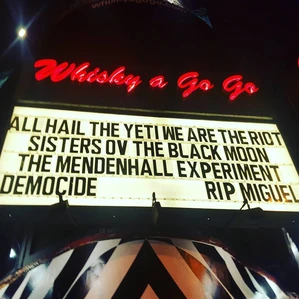 Whisky a Go Go
ALL HAIL THE YETI WE ARE THE RIOT
SISTERS OV THE BLACK MOON
THE MENDENHALL EXPERIMENT
DEMOCIDE RIP MIGUEL